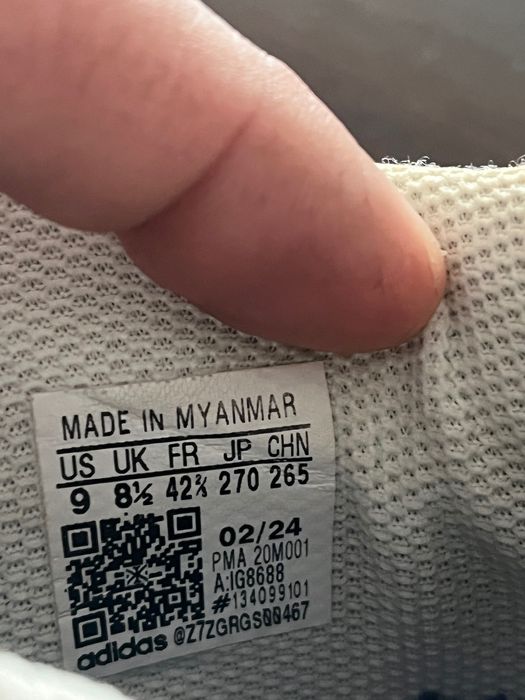 MADE IN MYANMAR
US UK FR JP CHN
9 8½ 42⅔ 270 265
02/24
PMA 20M001
A:IG8688
#134099101
adidas @Z7ZGRGS00467